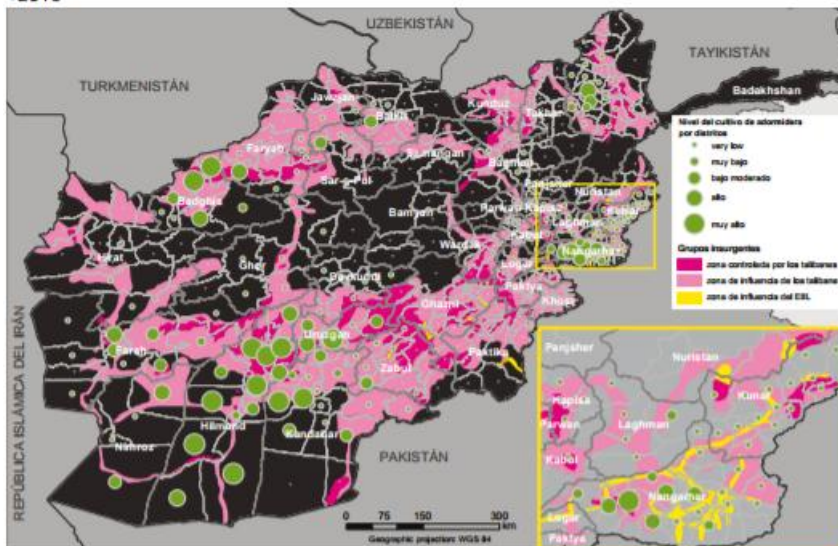 UZBEKISTÁN
TAYIKISTÁN
TURKMENISTÁN
Badakhshan
Jawzjan
Balkh
Kunduz
Takhar
Faryab
Samangan
Baghlan
Sar-e-Pol
Badghis
Panjsher
Nuristan
Bamyan
Parwan
Kapisa
Kunar
Laghman
Kabul
Wardak
Nangarhar
Hirat
Ghor
Logar
Daykundi
Paktya
Khost
Ghazni
Uruzgan
Farah
Zabul
Paktika
Hilmand
Kandahar
Nimroz
PAKISTÁN
REPÚBLICA ISLÁMICA DEL IRÁN
Nivel del cultivo de adormidera
por distritos
very low
muy bajo
bajo moderado
alto
muy alto
Grupos insurgentes
zona controlada por los talibanes
zona de influencia de los talibanes
zona de influencia del EIIL
Panjsher
Nuristan
Kapisa
Kunar
Parwan
Laghman
Kabol
Nangarhar
Logar
Paktya
0 75 150 300
km
Geographic projection: WGS 84